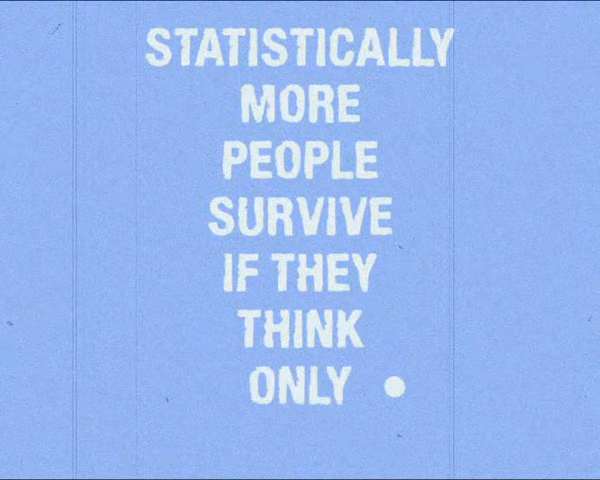 STATISTICALLY
MORE
PEOPLE
SURVIVE
IF THEY
THINK
ONLY